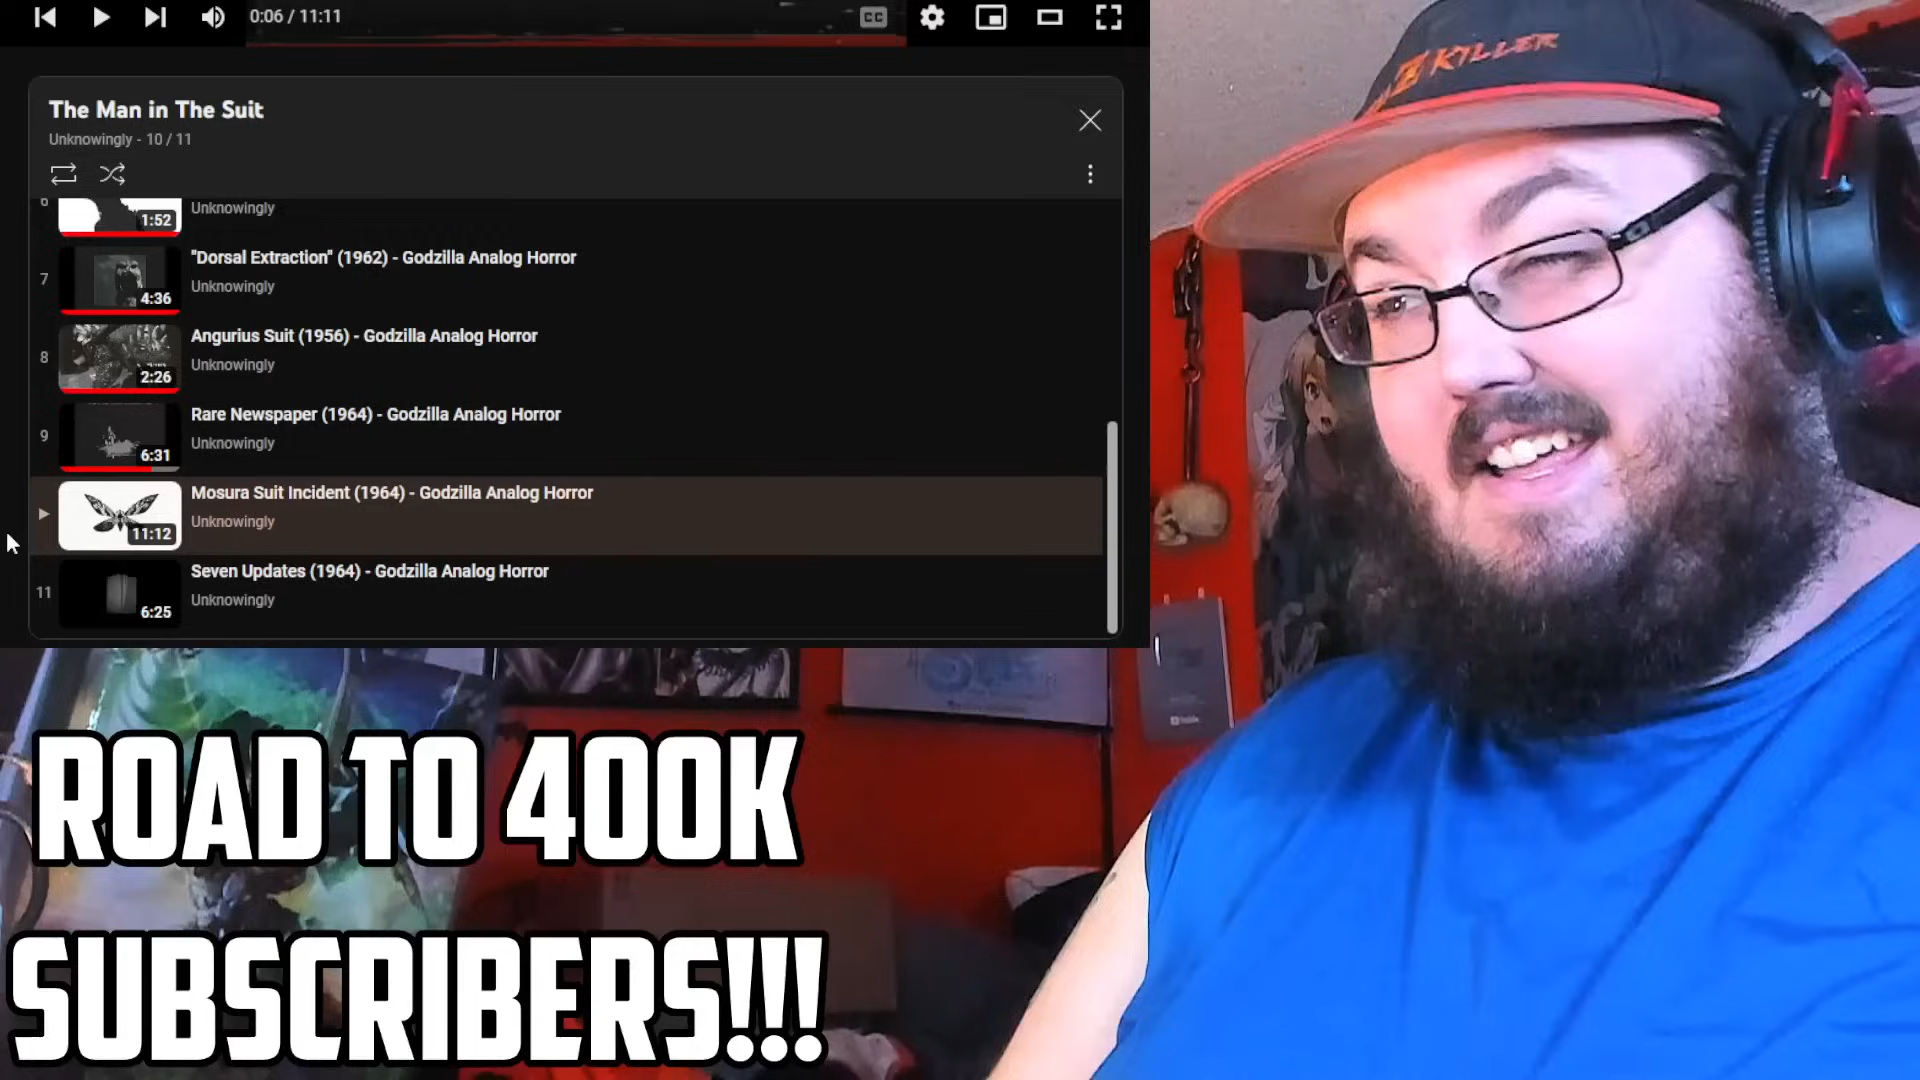 0:06 / 11:11
CC
The Man in The Suit
Unknowingly - 10 / 11
6
1:52
Unknowingly
7
4:36
"Dorsal Extraction" (1962) - Godzilla Analog Horror
Unknowingly
8
2:26
Angurius Suit (1956) - Godzilla Analog Horror
Unknowingly
9
6:31
Rare Newspaper (1964) - Godzilla Analog Horror
Unknowingly
11:12
Mosura Suit Incident (1964) - Godzilla Analog Horror
Unknowingly
11
6:25
Seven Updates (1964) - Godzilla Analog Horror
Unknowingly
KILLER
ROAD TO 400K
SUBSCRIBERS!!!